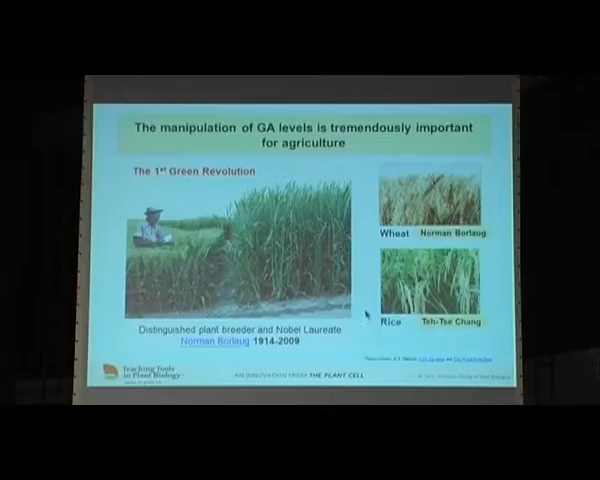 The manipulation of GA levels is tremendously important
for agriculture
The 1st Green Revolution
Wheat Norman Borlaug
Rice Teh-Tse Chang
Distinguished plant breeder and Nobel Laureate
Norman Borlaug 1914-2009
Teaching Tools
in Plant Biology
AN INNOVATION FROM THE PLANT CELL